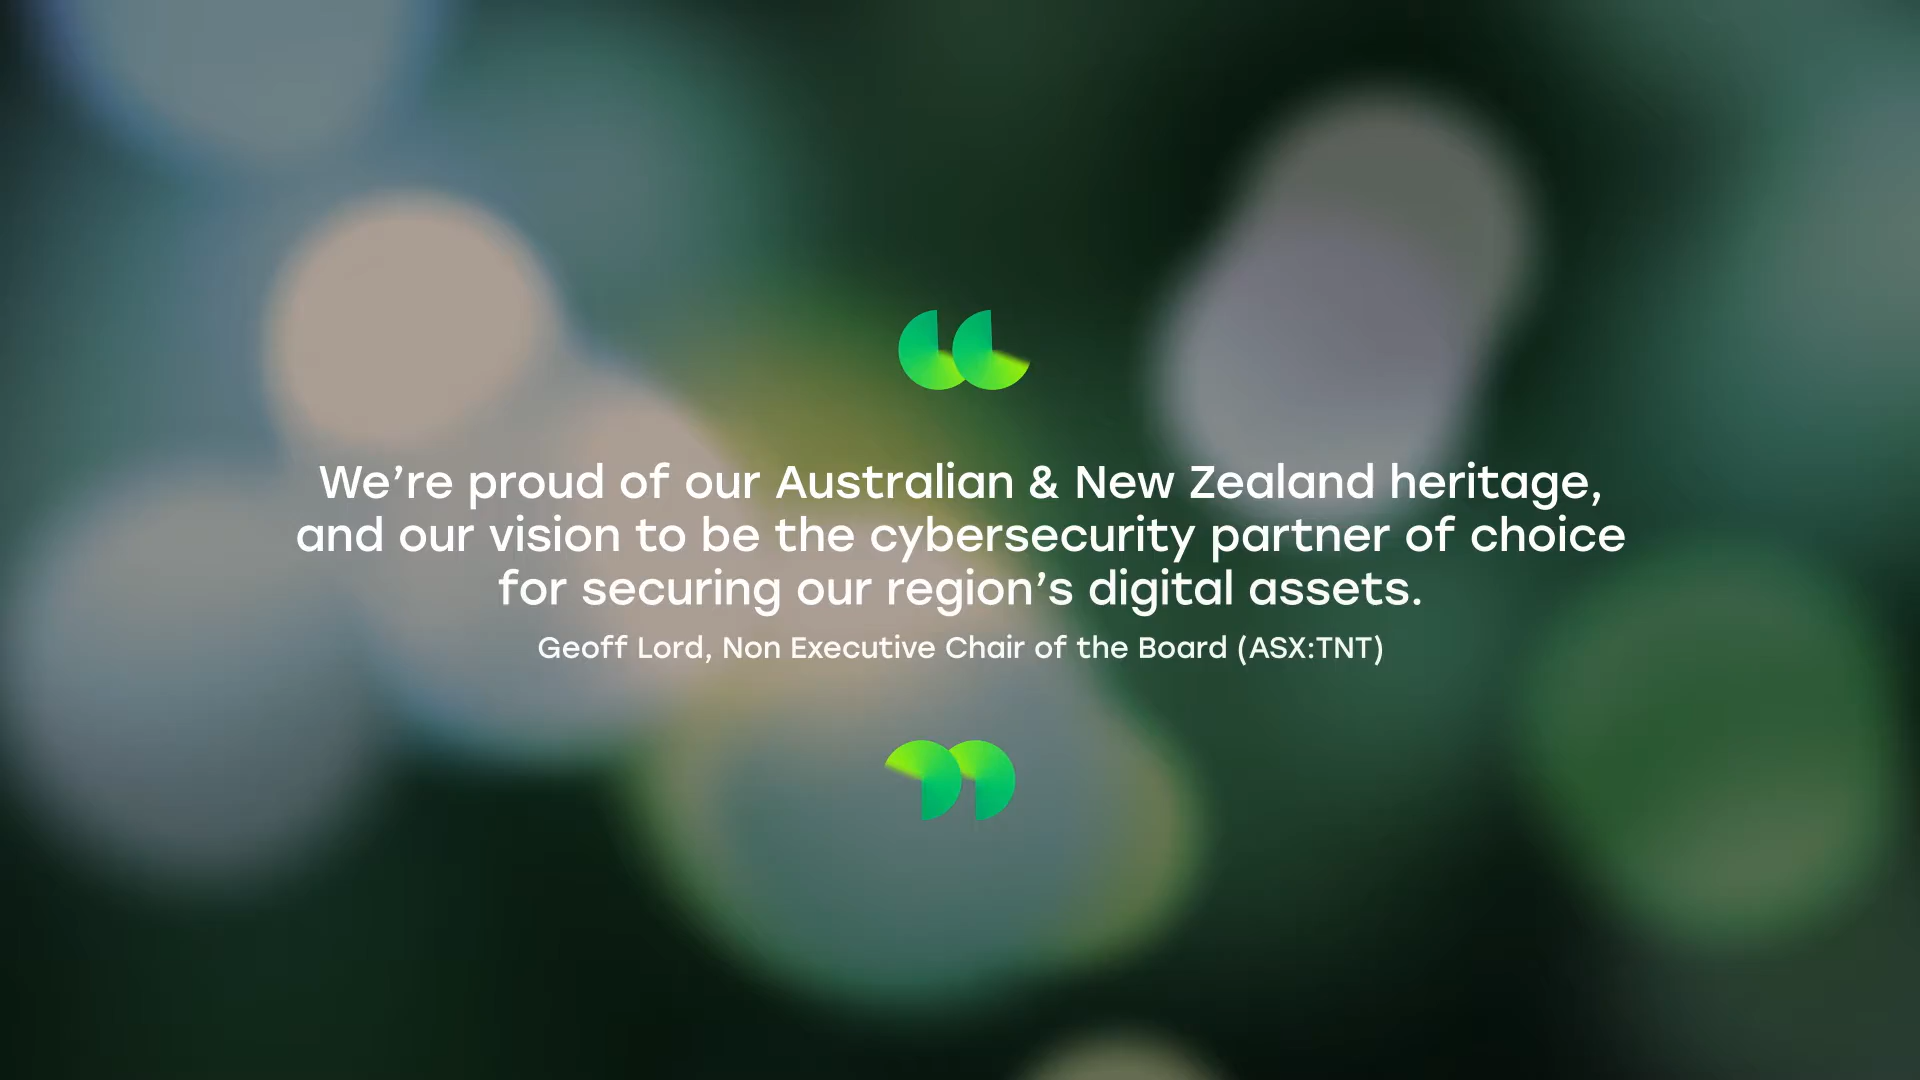 We’re proud of our Australian & New Zealand heritage,
and our vision to be the cybersecurity partner of choice
for securing our region’s digital assets.
Geoff Lord, Non Executive Chair of the Board (ASX:TNT)